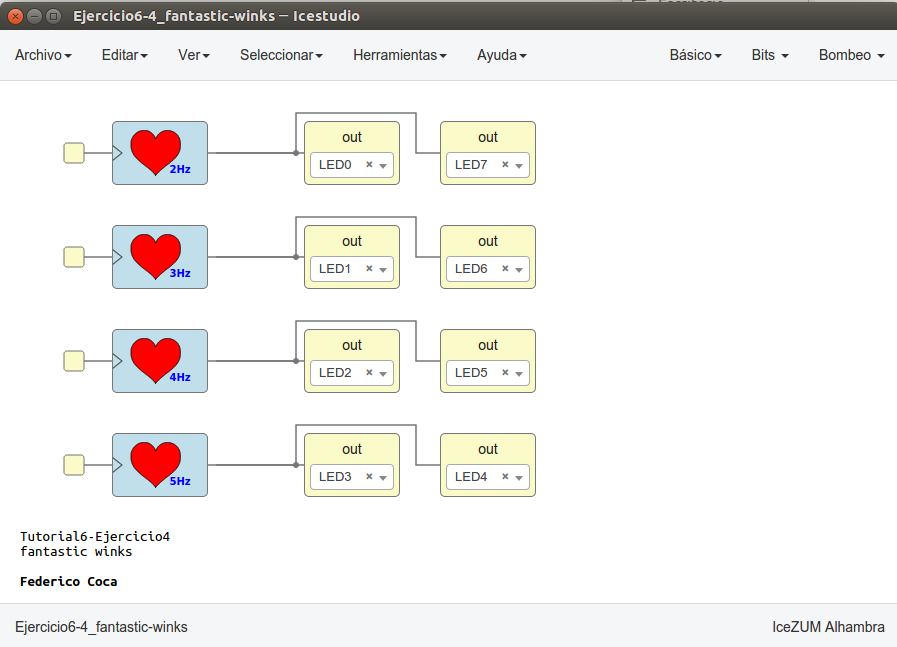 Ejercicio6-4_fantastic-winks — Icestudio
Archivo Editar Ver Seleccionar Herramientas Ayuda Básico Bits Bombeo
out out
LED0 × LED7 ×
2Hz
out out
LED1 × LED6 ×
3Hz
out out
LED2 × LED5 ×
4Hz
out out
LED3 × LED4 ×
5Hz
Tutorial6-Ejercicio4
fantastic winks
Federico Coca
Ejercicio6-4_fantastic-winks IceZUM Alhambra